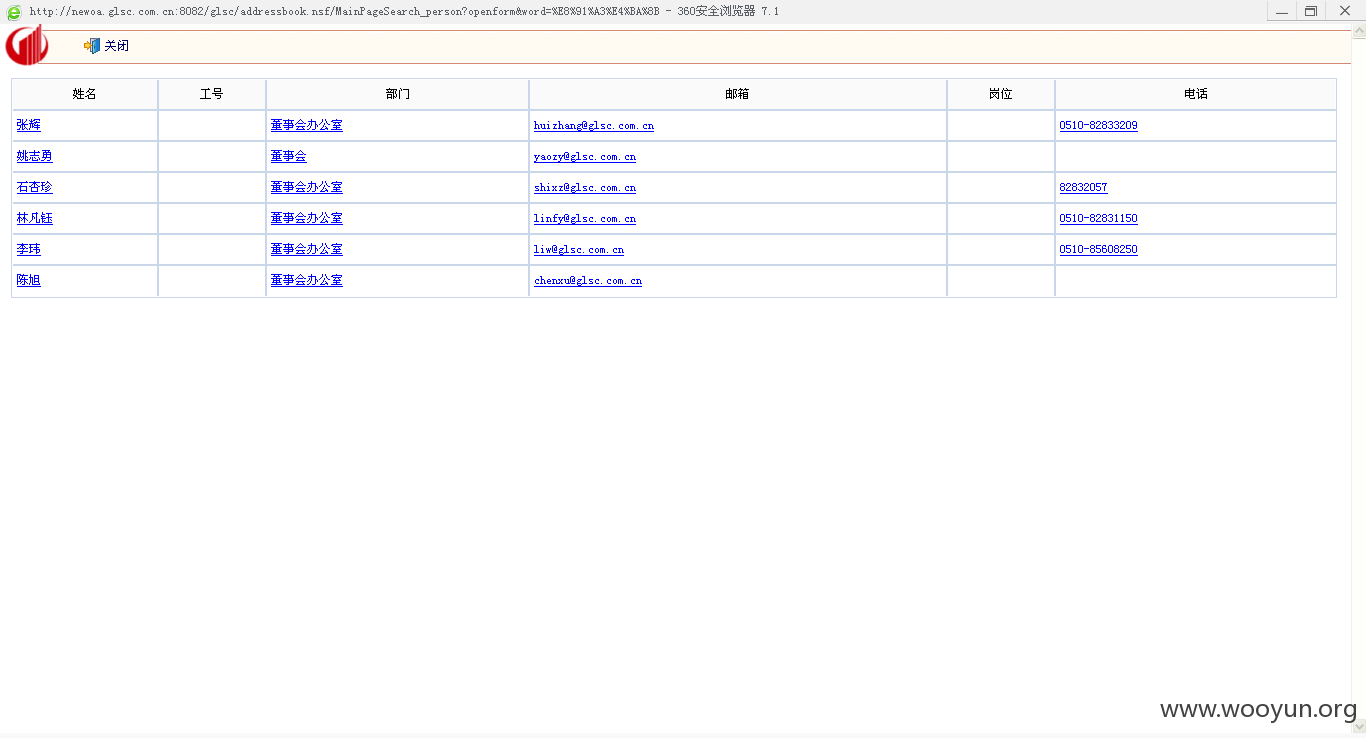 http://newoa.glsc.com.cn:8082/glsc/addressbook.nsf/MainPageSearch_person?openform&word=%E8%91%A3%E4%BA%8B - 360安全浏览器 7.1
关闭
姓名 工号 部门 邮箱 岗位 电话
张辉 董事会办公室 huizhang@glsc.com.cn 0510-82833209
姚志勇 董事会 yaozy@glsc.com.cn
石杏珍 董事会办公室 shixz@glsc.com.cn 82832057
林凡钰 董事会办公室 linfy@glsc.com.cn 0510-82831150
李玮 董事会办公室 liw@glsc.com.cn 0510-85608250
陈旭 董事会办公室 chenxu@glsc.com.cn
www.wooyun.org